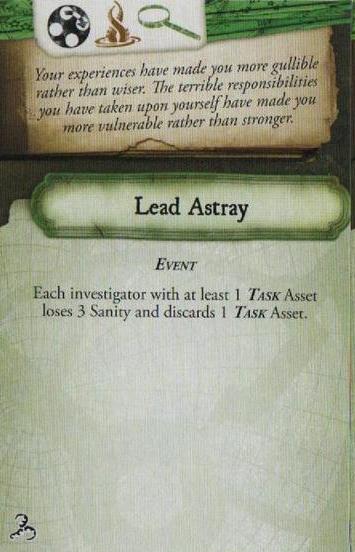 Your experiences have made you more gullible
rather than wiser. The terrible responsibilities
you have taken upon yourself have made you
more vulnerable rather than stronger.
Lead Astray
EVENT
Each investigator with at least 1 TASK Asset
loses 3 Sanity and discards 1 TASK Asset.